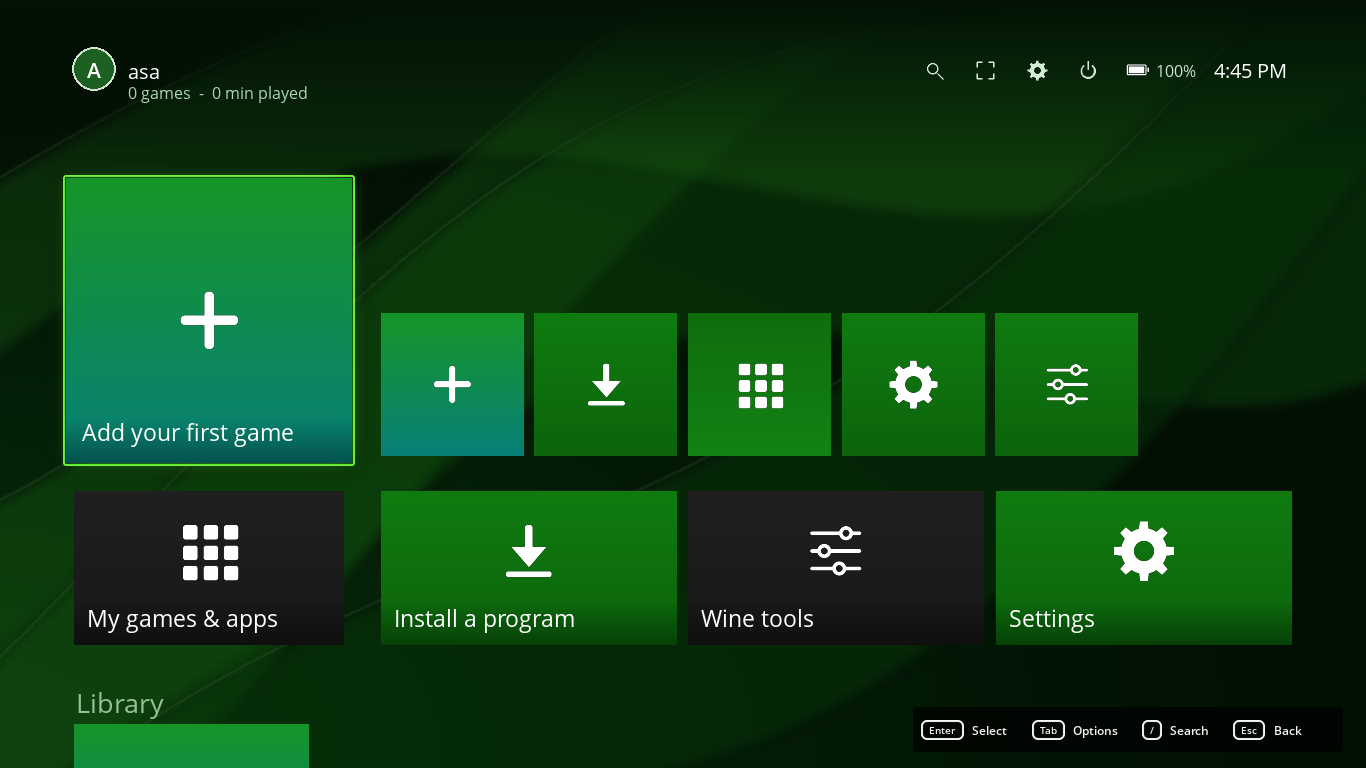 A
asa
0 games - 0 min played
100%
4:45 PM
Add your first game
My games & apps
Install a program
Wine tools
Settings
Library
Enter Select Tab Options / Search Esc Back